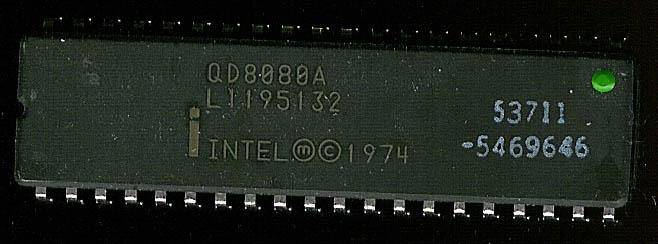 QD8080A
L1195132
i INTEL Ⓜ©1974
53711
-5469646